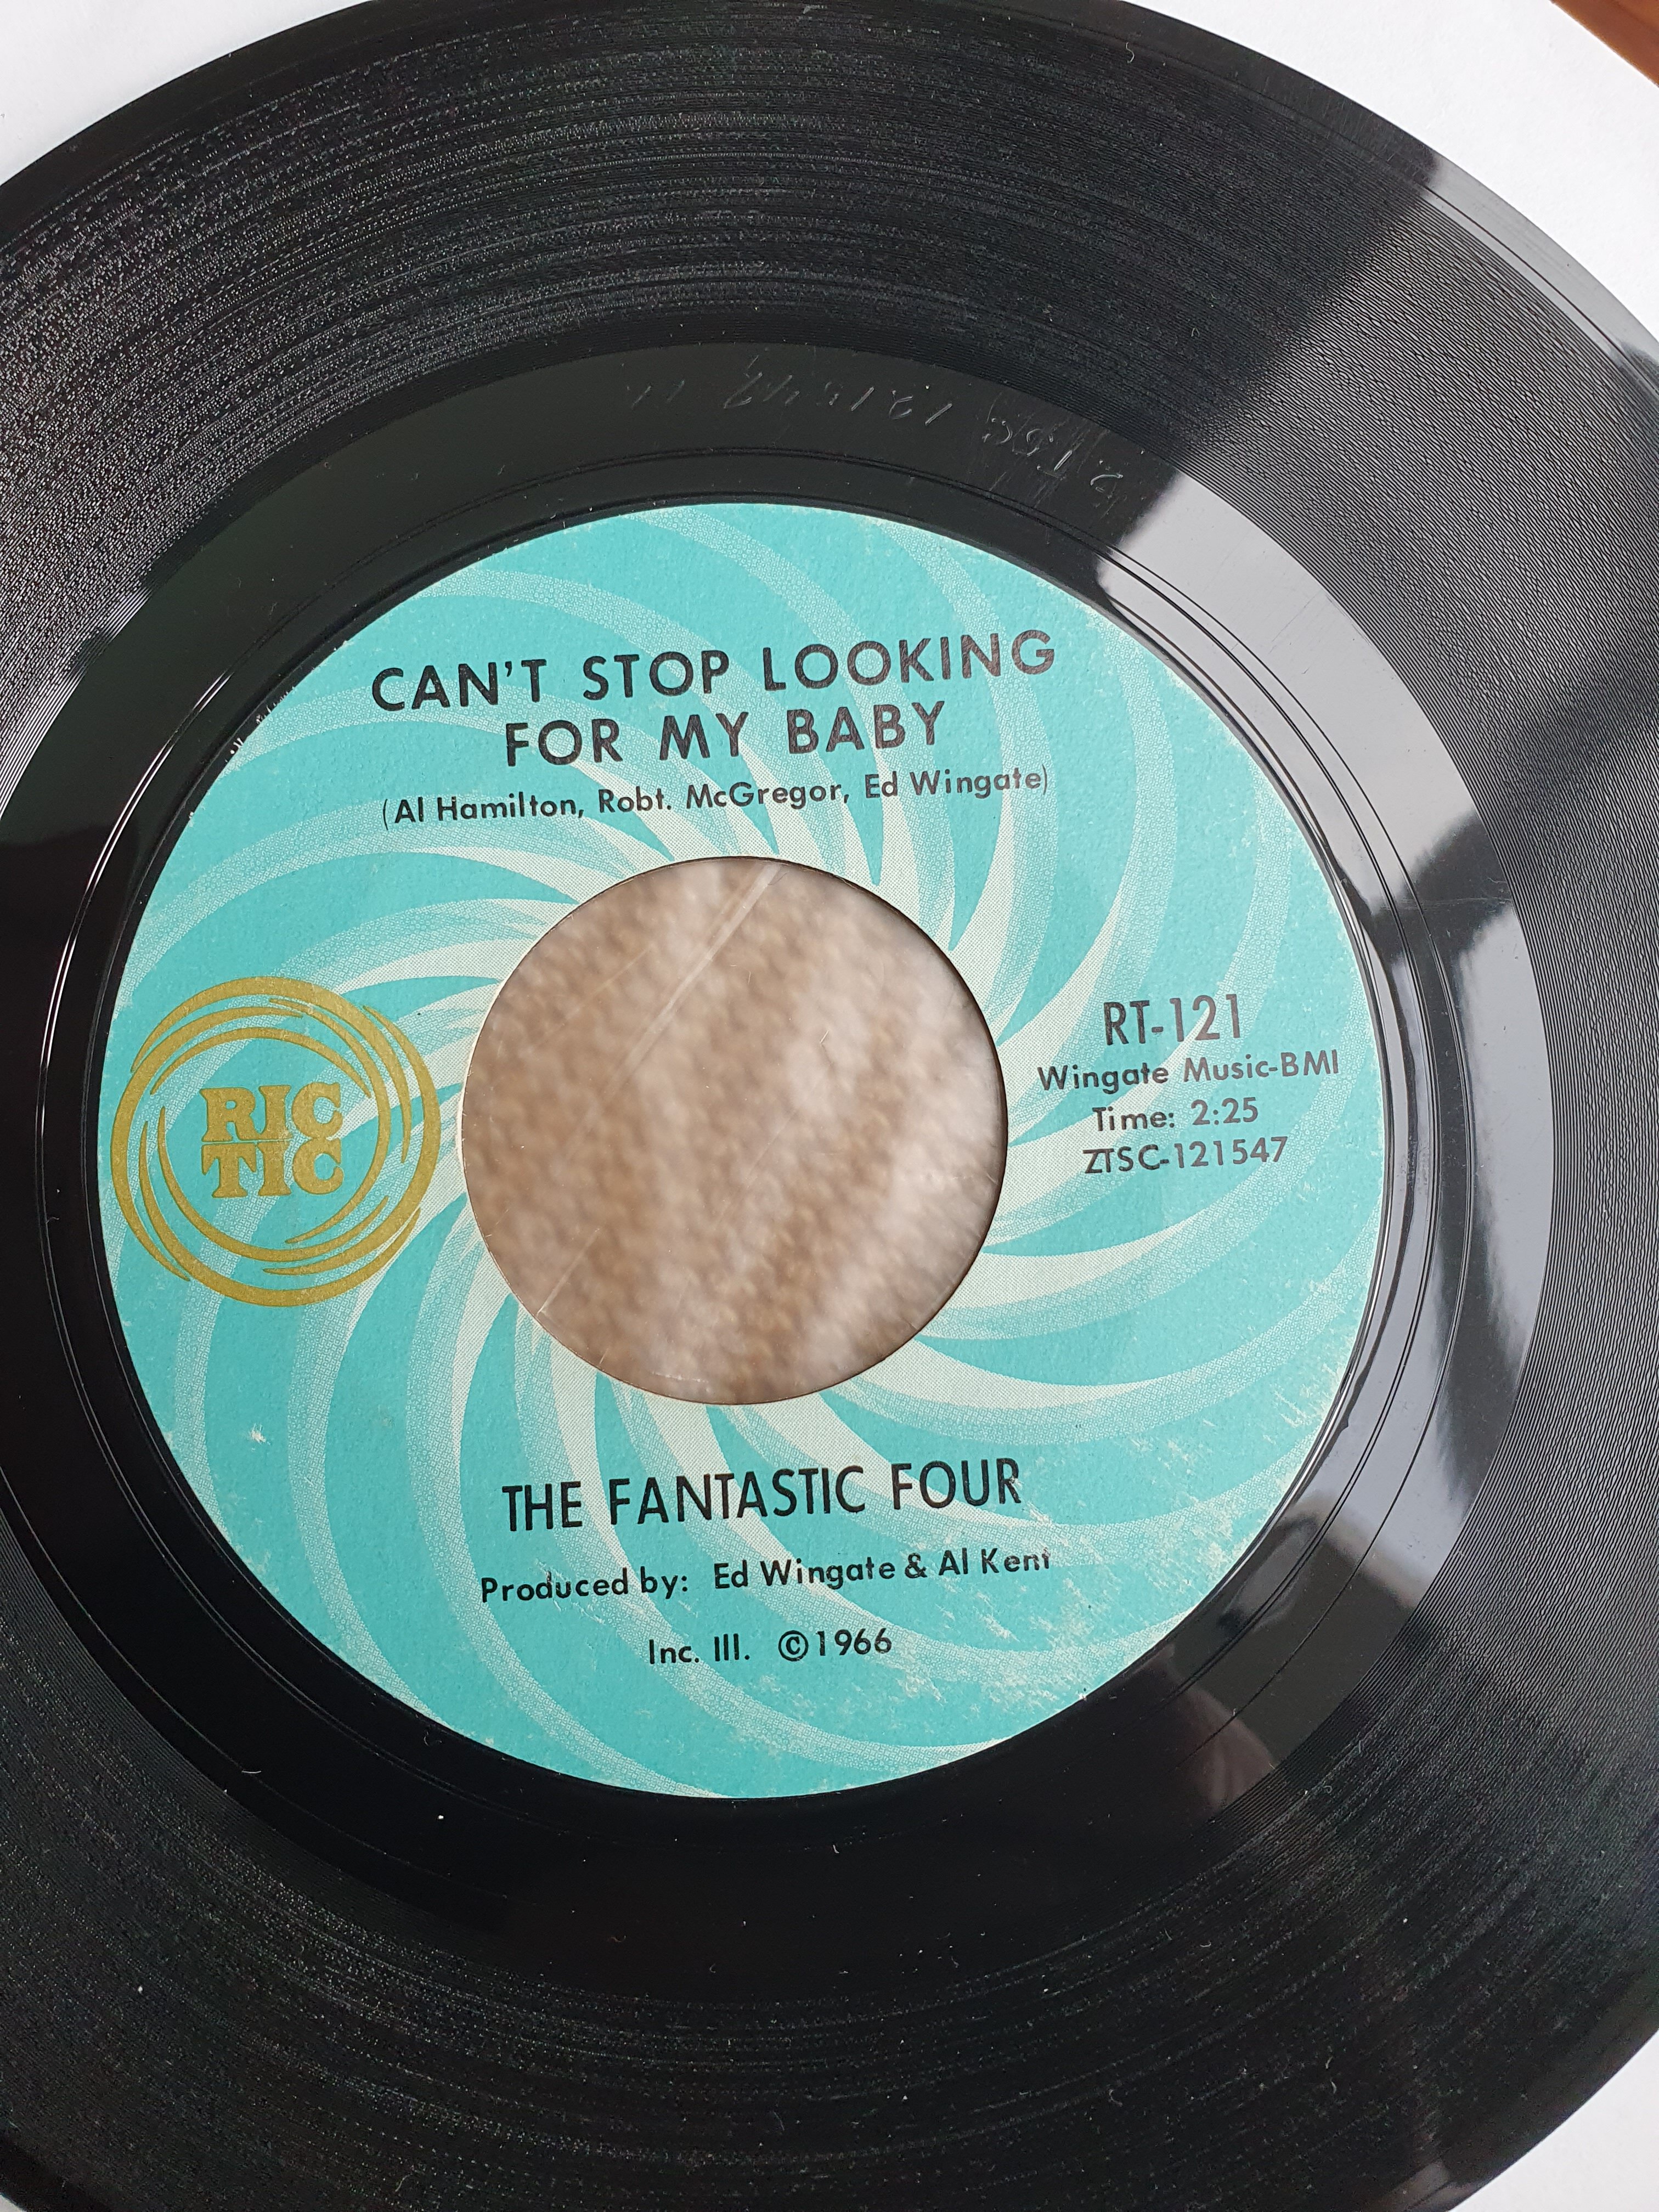 CAN'T STOP LOOKING
FOR MY BABY
(Al Hamilton, Robt. McGregor, Ed Wingate)
RIC
TIC
RT-121
Wingate Music-BMI
Time: 2:25
ZTSC-121547
THE FANTASTIC FOUR
Produced by: Ed Wingate & Al Kent
Inc. Ill. ©1966